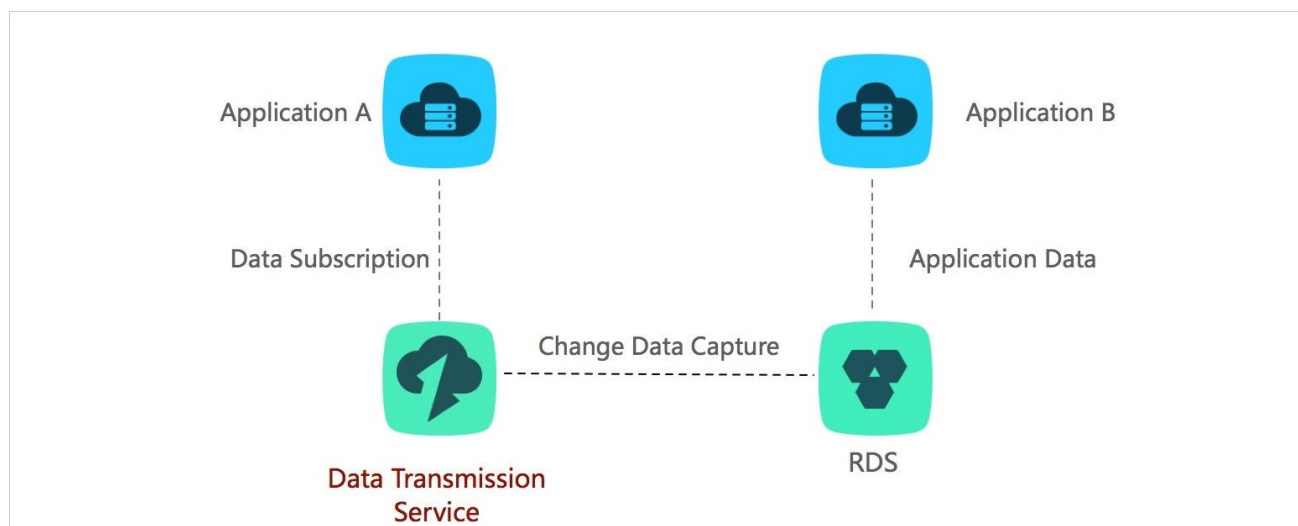 Application A
Application B
Data Subscription
Application Data
Change Data Capture
RDS
Data Transmission
Service